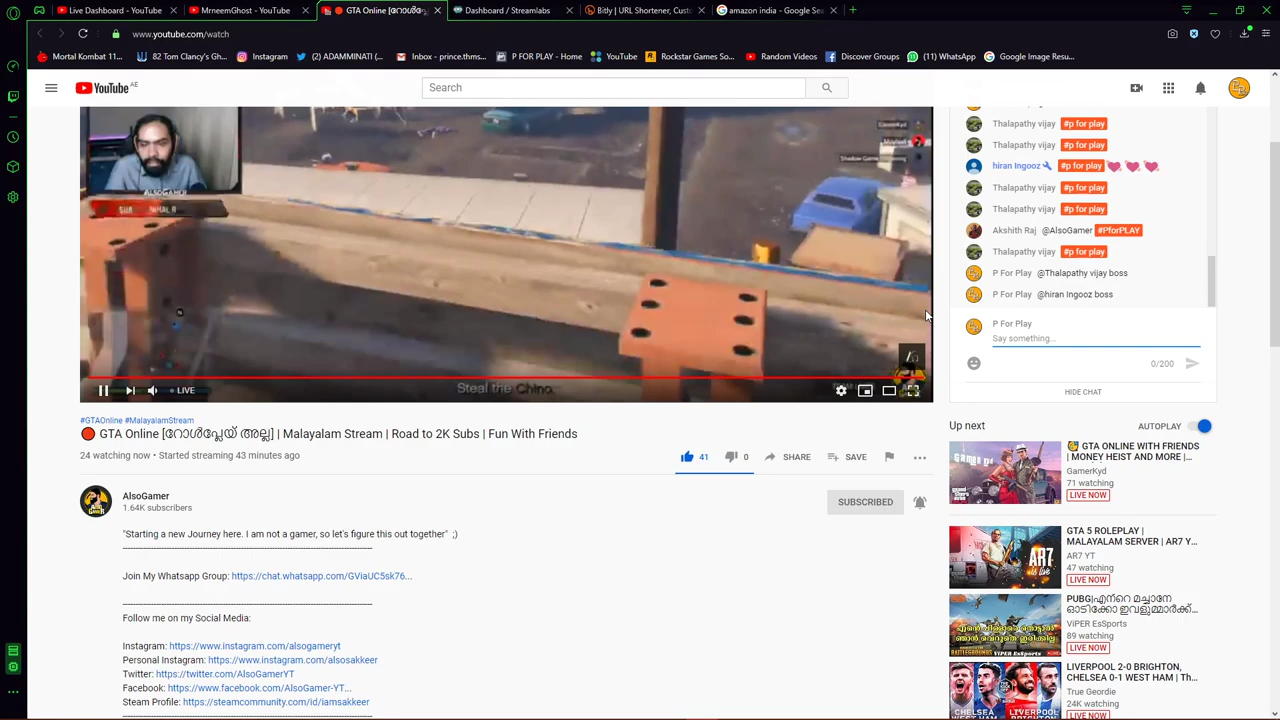 Live Dashboard - YouTube
MrneemGhost - YouTube
GTA Online [റോൾപ്ലേ
Dashboard / Streamlabs
Bitly | URL Shortener, Custo
amazon india - Google Sea
www.youtube.com/watch
Mortal Kombat 11...
82 Tom Clancy's Gh...
Instagram
(2) ADAMMINATI (...
Inbox - prince.thms...
P FOR PLAY - Home
YouTube
Rockstar Games So...
Random Videos
Discover Groups
(11) WhatsApp
Google Image Resu...
YouTube AE
Search
ALSOGAMER
Steal the China.
LIVE
Thalapathy vijay #p for play
Thalapathy vijay #p for play
hiran Ingooz #p for play
Thalapathy vijay #p for play
Thalapathy vijay #p for play
Akshith Raj @AlsoGamer #PforPLAY
Thalapathy vijay #p for play
P For Play @Thalapathy vijay boss
P For Play @hiran Ingooz boss
P For Play
Say something...
0/200
HIDE CHAT
#GTAOnline #MalayalamStream
GTA Online [റോൾപ്ലേയ് അല്ല] | Malayalam Stream | Road to 2K Subs | Fun With Friends
24 watching now • Started streaming 43 minutes ago
41
0
SHARE
SAVE
AlsoGamer
1.64K subscribers
SUBSCRIBED
"Starting a new Journey here. I am not a gamer, so let's figure this out together" ;)
Join My Whatsapp Group: https://chat.whatsapp.com/GViaUC5sk76...
Follow me on my Social Media:
Instagram: https://www.instagram.com/alsogameryt
Personal Instagram: https://www.instagram.com/alsosakkeer
Twitter: https://twitter.com/AlsoGamerYT
Facebook: https://www.facebook.com/AlsoGamer-YT...
Steam Profile: https://steamcommunity.com/id/iamsakkeer
Up next
AUTOPLAY
GTA ONLINE WITH FRIENDS
| MONEY HEIST AND MORE |...
GamerKyd
71 watching
LIVE NOW
GTA 5 ROLEPLAY |
MALAYALAM SERVER | AR7 Y...
AR7 YT
47 watching
LIVE NOW
AR7
PUBG|എന്റെ മച്ചാനേ
ഓടിക്കോ ഇവളുമ്മാർക്ക്...
ViPER EsSports
89 watching
LIVE NOW
LIVERPOOL 2-0 BRIGHTON,
CHELSEA 0-1 WEST HAM | Th...
True Geordie
24K watching
LIVE NOW